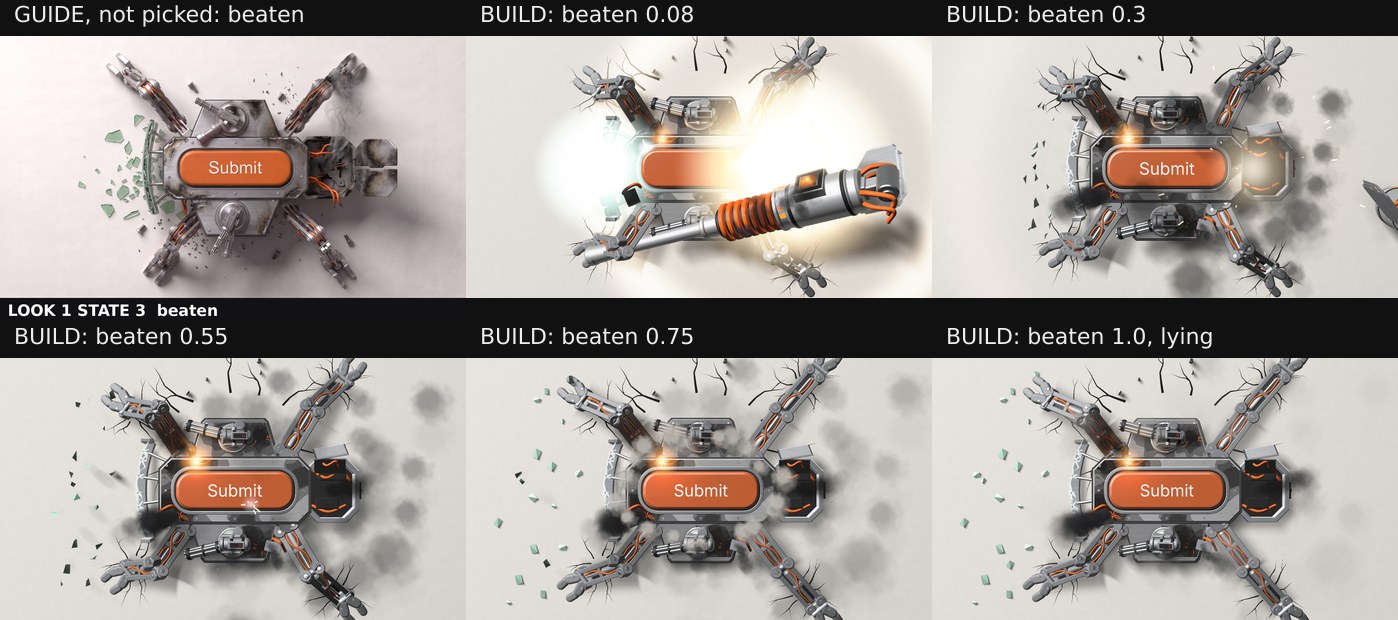 GUIDE, not picked: beaten
BUILD: beaten 0.08
BUILD: beaten 0.3
Submit
Submit
LOOK 1 STATE 3  beaten
BUILD: beaten 0.55
BUILD: beaten 0.75
BUILD: beaten 1.0, lying
Submit
Submit
Submit